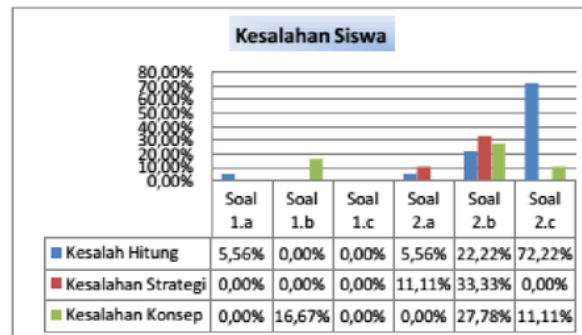 Kesalahan Siswa
80,00%
70,00%
60,00%
50,00%
40,00%
30,00%
20,00%
10,00%
0,00%
Soal 1.a Soal 1.b Soal 1.c Soal 2.a Soal 2.b Soal 2.c
Kesalah Hitung 5,56% 0,00% 0,00% 5,56% 22,22% 72,22%
Kesalahan Strategi 0,00% 0,00% 0,00% 11,11% 33,33% 0,00%
Kesalahan Konsep 0,00% 16,67% 0,00% 0,00% 27,78% 11,11%